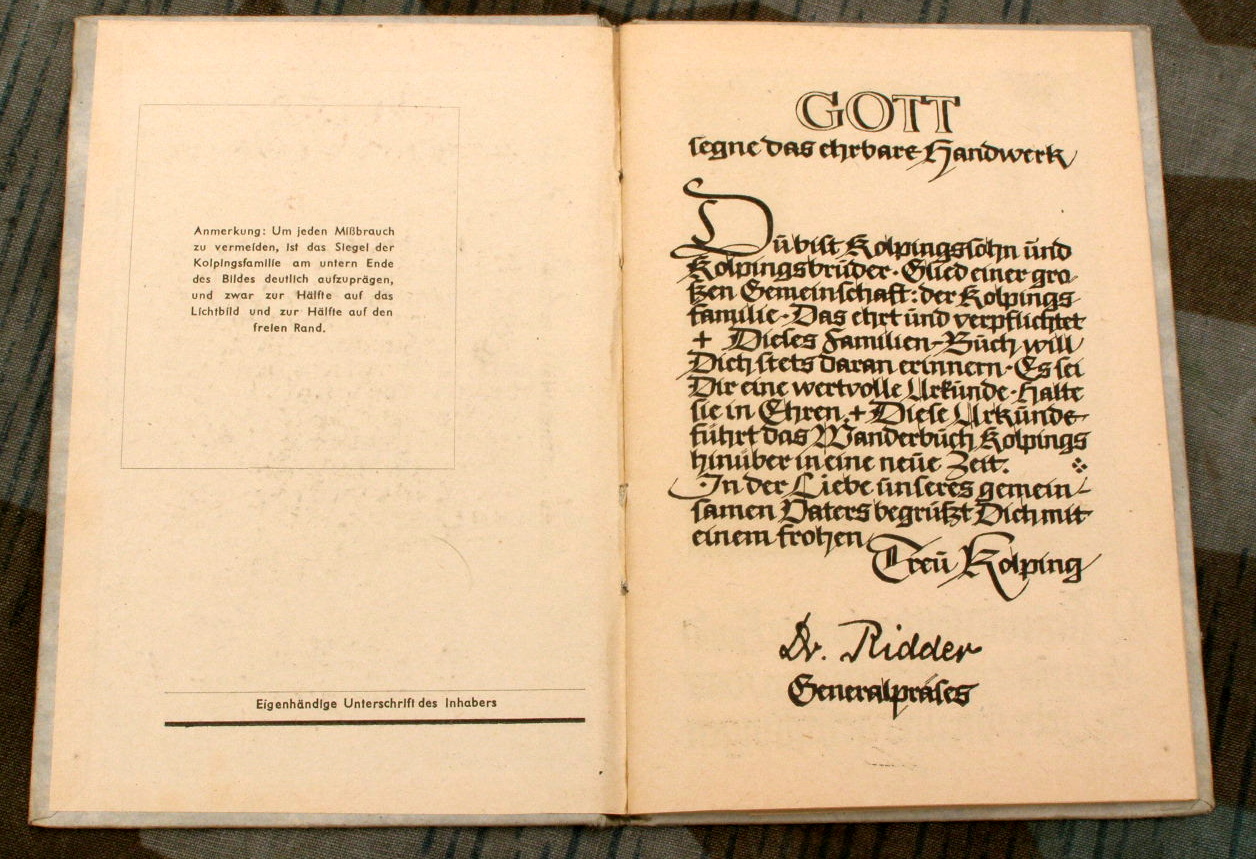 Anmerkung: Um jeden Mißbrauch
zu vermeiden, ist das Siegel der
Kolpingsfamilie am untern Ende
des Bildes deutlich aufzuprägen,
und zwar zur Hälfte auf das
Lichtbild und zur Hälfte auf den
freien Rand.
Eigenhändige Unterschrift des Inhabers
GOTT
segne das ehrbare Handwerk
Du bist Kolpingssohn und
Kolpingsbruder · Glied einer gro-
ßen Gemeinschaft: der Kolpings-
familie · Das ehrt und verpflichtet
+ Dieses Familien-Buch will
Dich stets daran erinnern · Es sei
Dir eine wertvolle Urkunde · Halte
sie in Ehren + Diese Urkunde
führt das Wanderbuch Kolpings
hinüber in eine neue Zeit.
In der Liebe unseres gemein-
samen Vaters begrüßt Dich mit
einem frohen
Treu Kolping
Dr. Ridder
Generalpräses